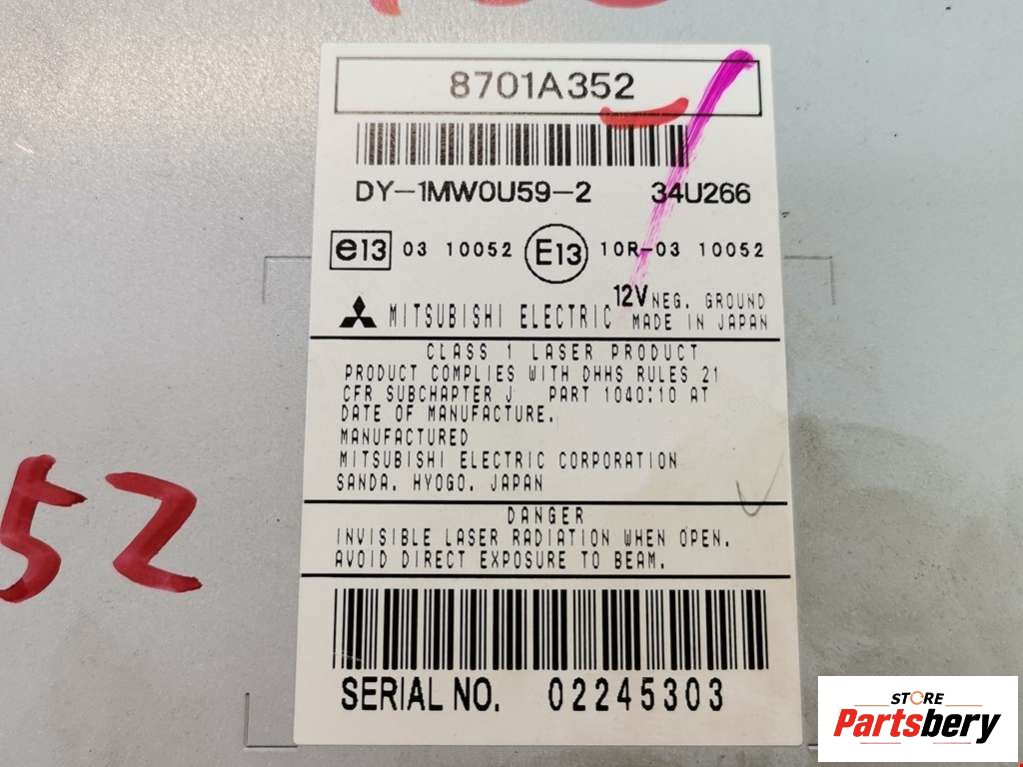 8701A352
DY-1MW0U59-2 34U266
e13 03 10052 E13 10R-03 10052
MITSUBISHI ELECTRIC 12V NEG. GROUND
MADE IN JAPAN
CLASS 1 LASER PRODUCT
PRODUCT COMPLIES WITH DHHS RULES 21
CFR SUBCHAPTER J PART 1040:10 AT
DATE OF MANUFACTURE.
MANUFACTURED
MITSUBISHI ELECTRIC CORPORATION
SANDA. HYOGO. JAPAN
52
DANGER
INVISIBLE LASER RADIATION WHEN OPEN.
AVOID DIRECT EXPOSURE TO BEAM.
SERIAL NO. 02245303
STORE
Partsbery